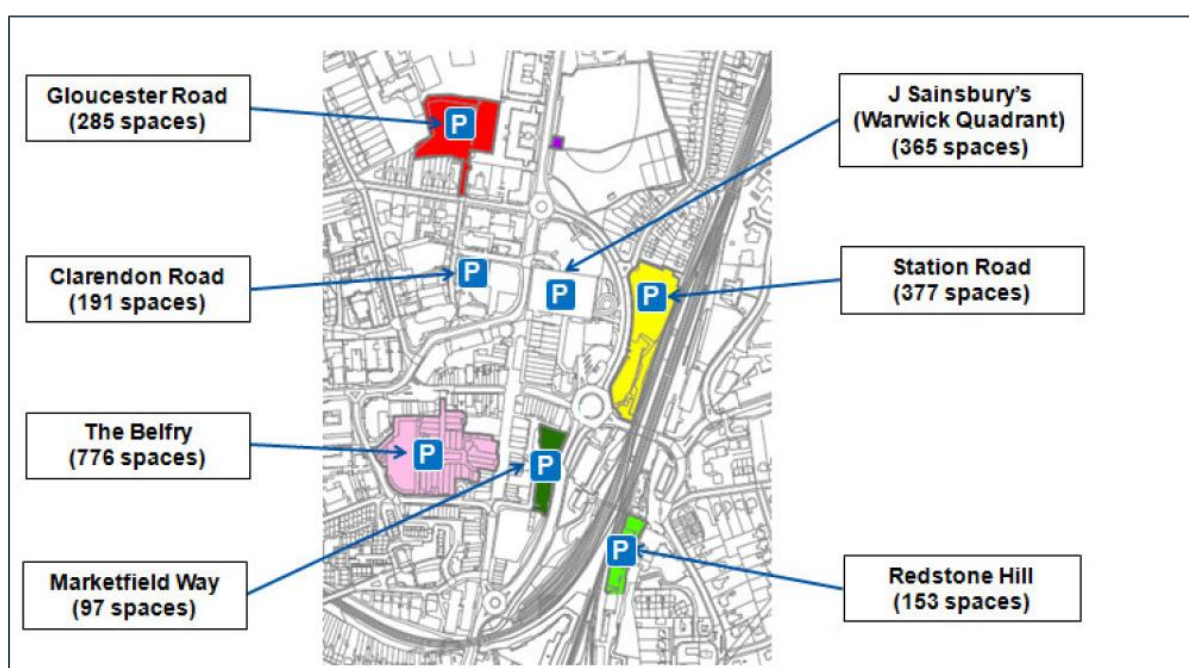 Gloucester Road
(285 spaces)
J Sainsbury's
(Warwick Quadrant)
(365 spaces)
Clarendon Road
(191 spaces)
Station Road
(377 spaces)
The Belfry
(776 spaces)
Marketfield Way
(97 spaces)
Redstone Hill
(153 spaces)
P
P
P
P
P
P
P